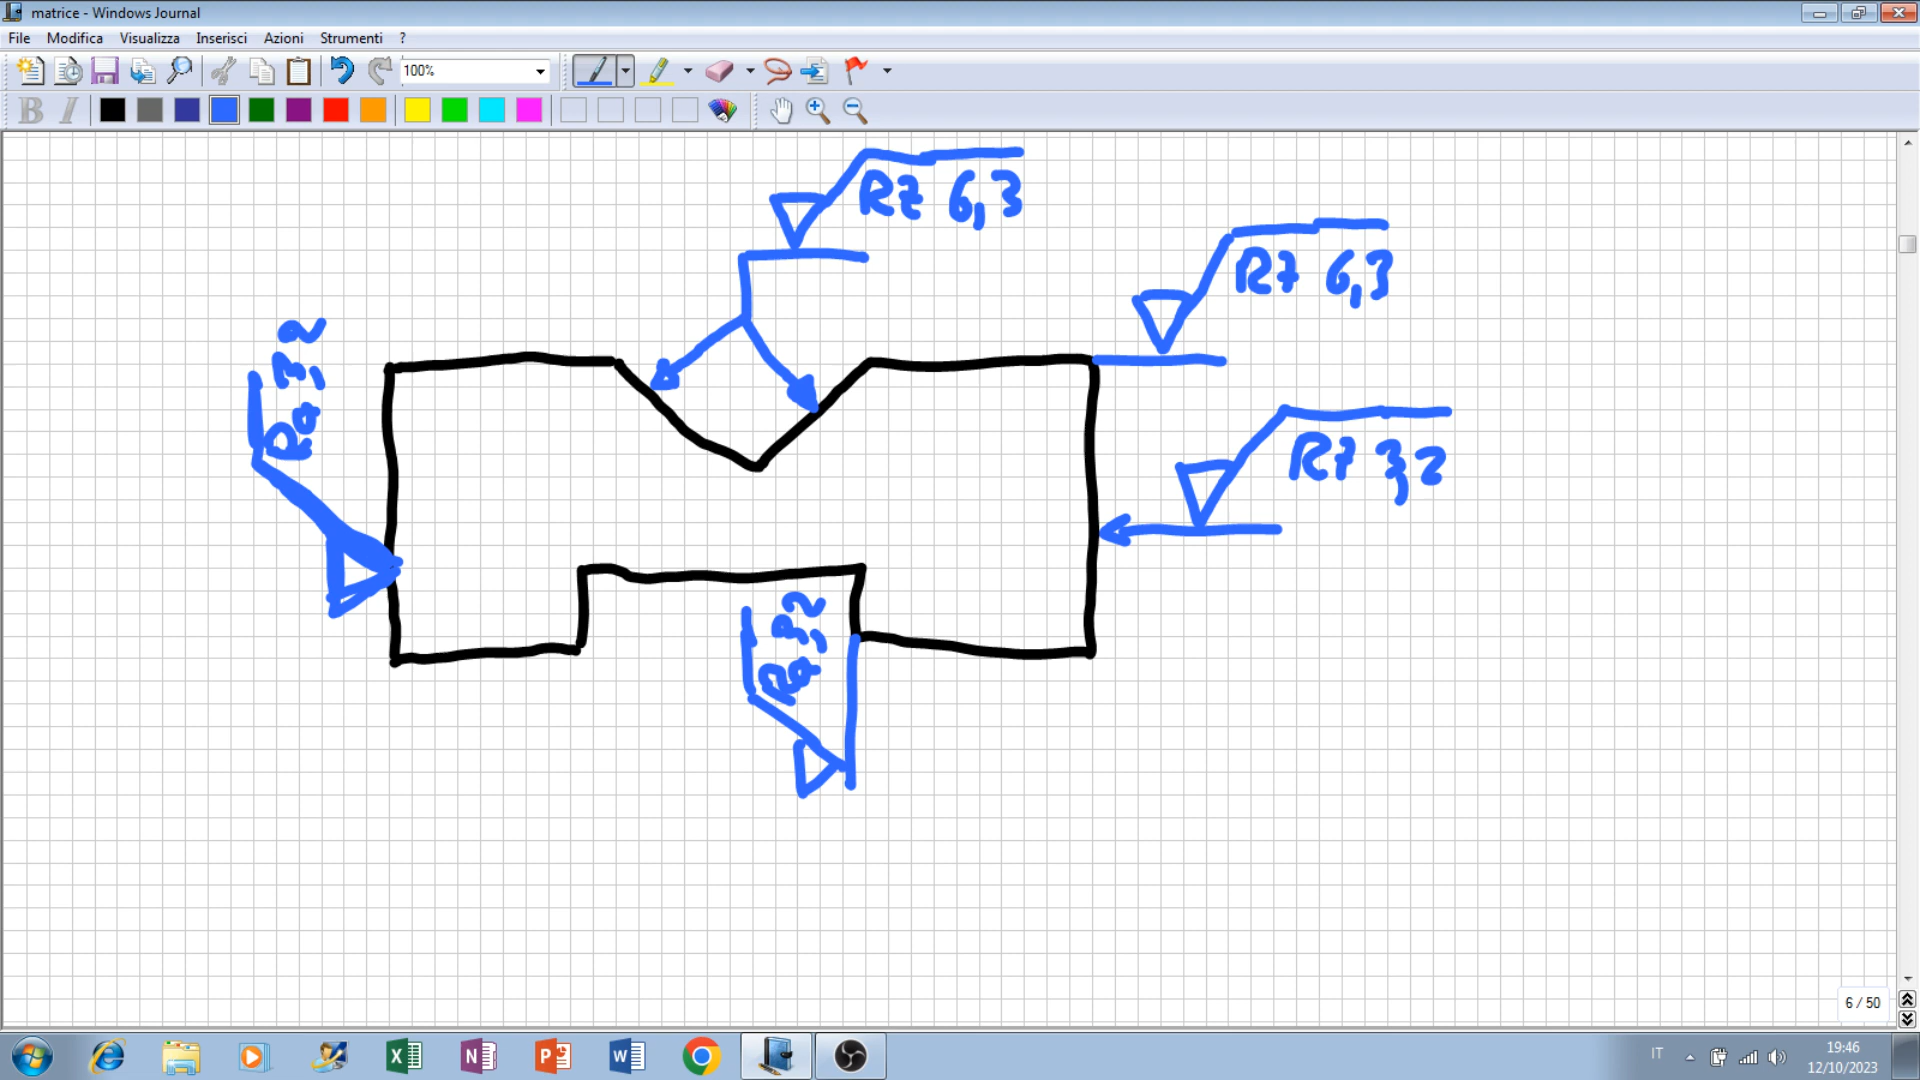 matrice - Windows Journal
File Modifica Visualizza Inserisci Azioni Strumenti ?
100%
B I
Rz 6,3
Rz 6,3
Ra 3,2
Rz 3,2
Ra 3,2
6 / 50
IT
19:46
12/10/2023